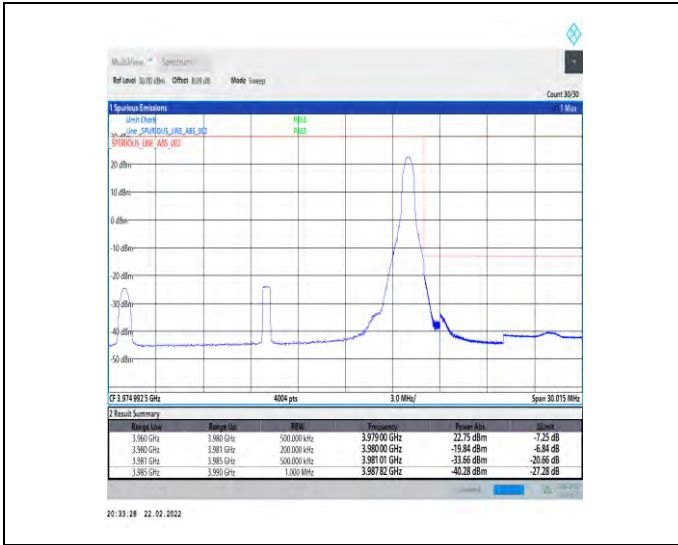 MultiView Spectrum
Ref Level 30.00 dBm Offset 8.09 dB Mode Sweep
Count 30/30
1 Spurious Emissions 1 Max
Limit Check PASS
Line _SPURIOUS_LINE_ABS_002 PASS
SPURIOUS_LINE_ABS_002
20 dBm
10 dBm
0 dBm
-10 dBm
-20 dBm
-30 dBm
-40 dBm
-50 dBm
CF 3.974 992 5 GHz 4004 pts 3.0 MHz/ Span 30.015 MHz
2 Result Summary
Range Low Range Up RBW Frequency Power Abs ΔLimit
3.960 GHz 3.980 GHz 500.000 kHz 3.979 00 GHz 22.75 dBm -7.25 dB
3.980 GHz 3.981 GHz 200.000 kHz 3.980 00 GHz -19.84 dBm -6.84 dB
3.981 GHz 3.985 GHz 500.000 kHz 3.981 01 GHz -33.66 dBm -20.66 dB
3.985 GHz 3.990 GHz 1.000 MHz 3.987 82 GHz -40.28 dBm -27.28 dB
20:33:28 22.02.2022